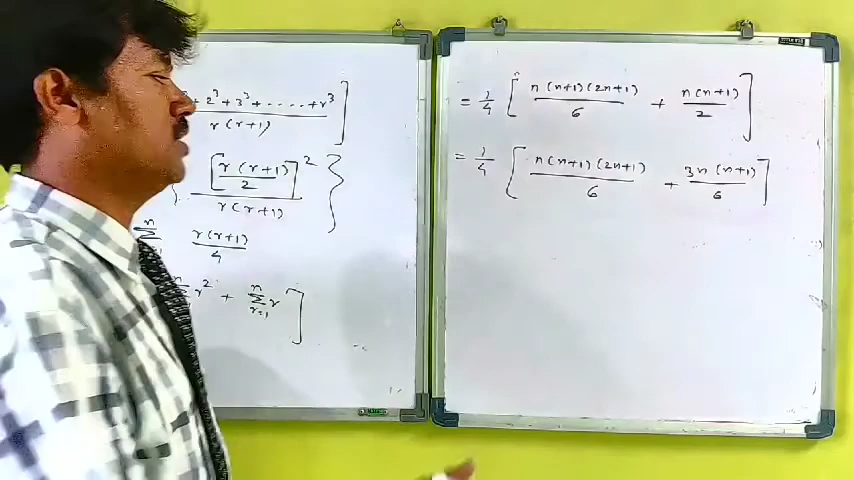 + 2³ + 3³ + ..... + r³ ]
r(r+1)
[ r(r+1) / 2 ]² }
r(r+1)
n Σ r(r+1) / 4
n Σ r² + n Σ r=1 r ]
= 1/4 [ n(n+1)(2n+1) / 6 + n(n+1) / 2 ]
= 1/4 [ n(n+1)(2n+1) / 6 + 3n(n+1) / 6 ]